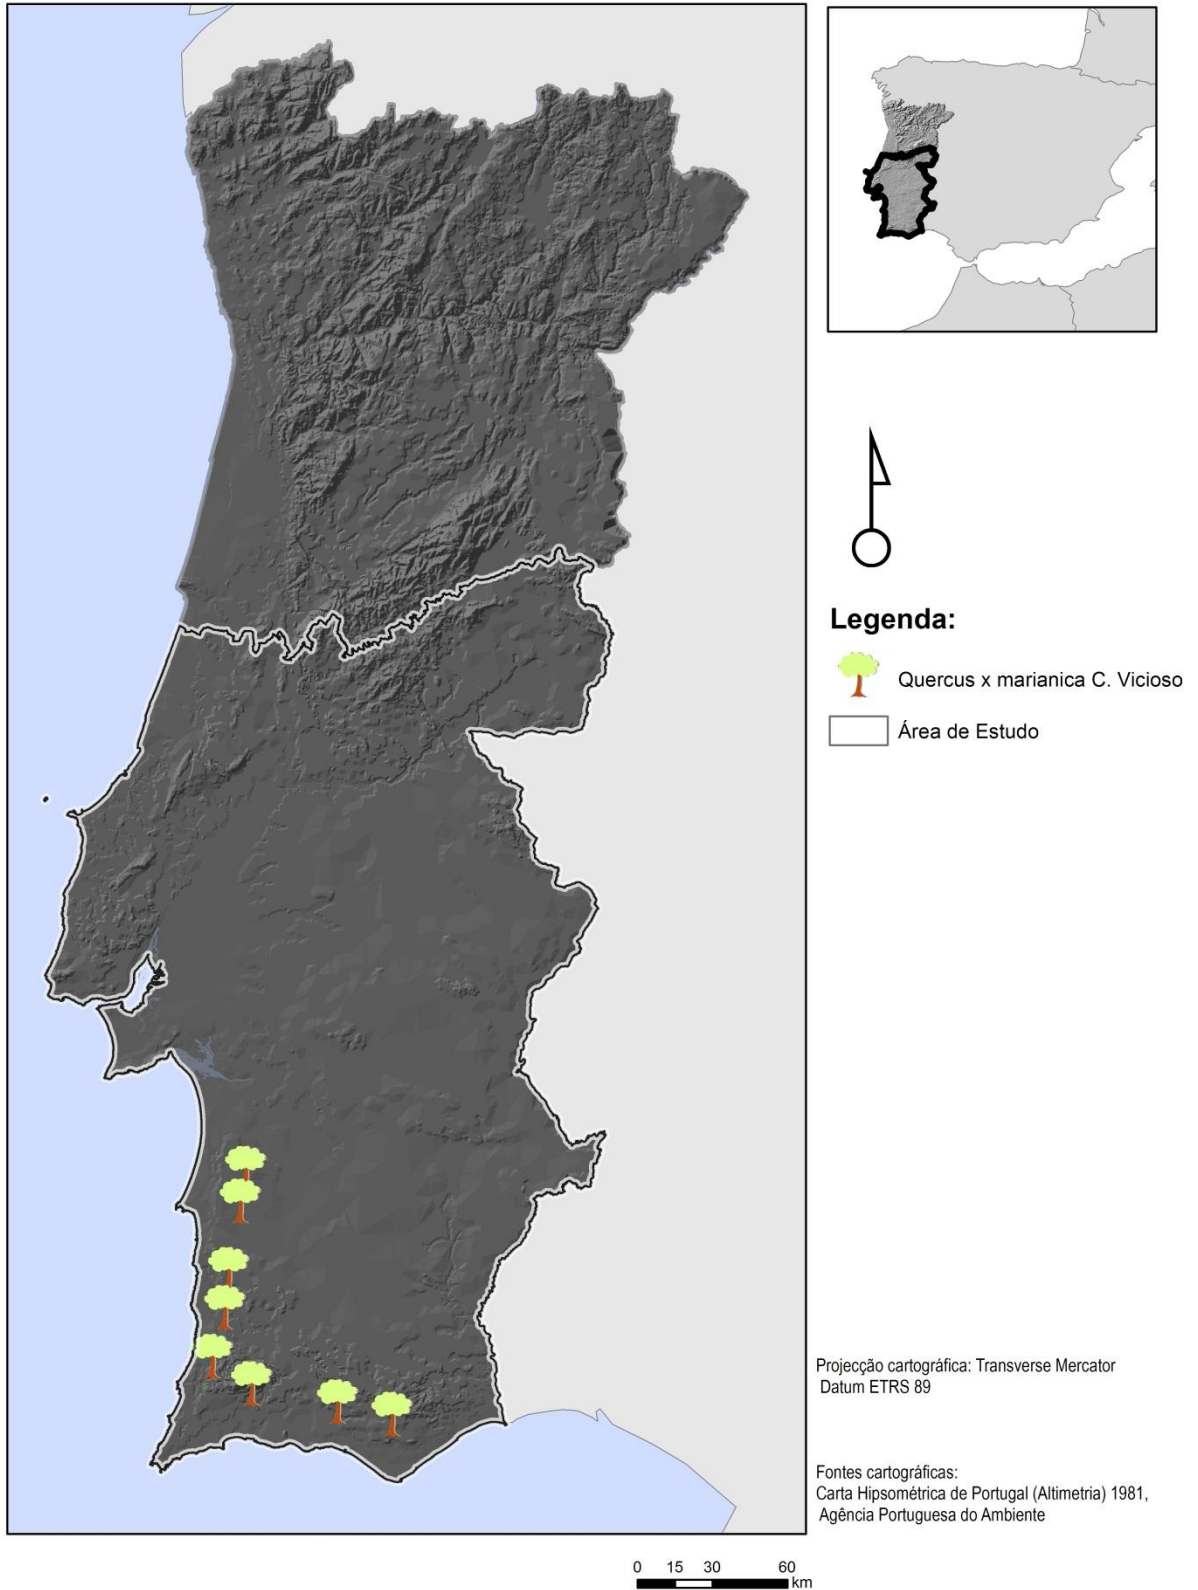 Legenda:
Quercus x marianica C. Vicioso
Área de Estudo
Projecção cartográfica: Transverse Mercator
Datum ETRS 89
Fontes cartográficas:
Carta Hipsométrica de Portugal (Altimetria) 1981,
Agência Portuguesa do Ambiente
0 15 30 60
km